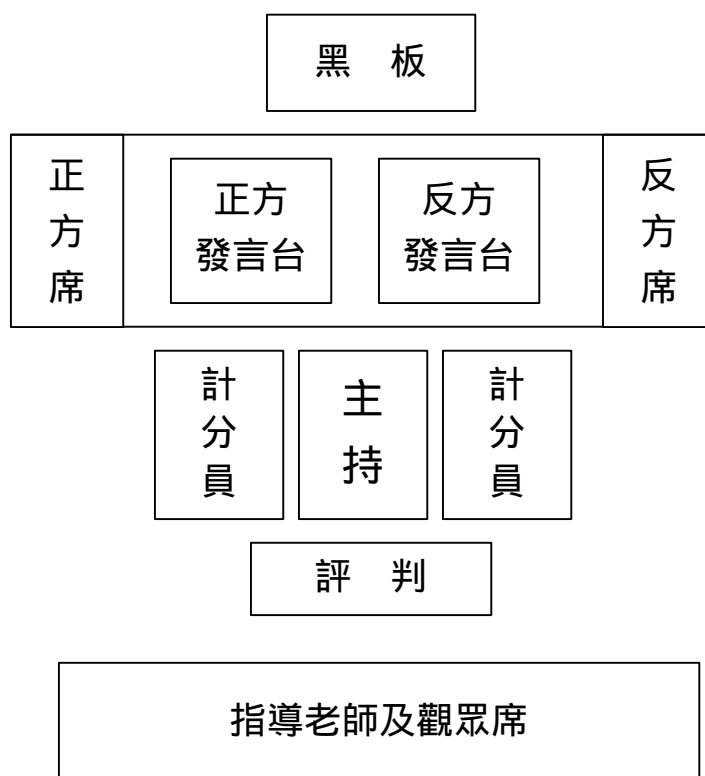 黑　板
正方席
正方
發言台
反方
發言台
反方席
計分員
主持
計分員
評　判
指導老師及觀眾席